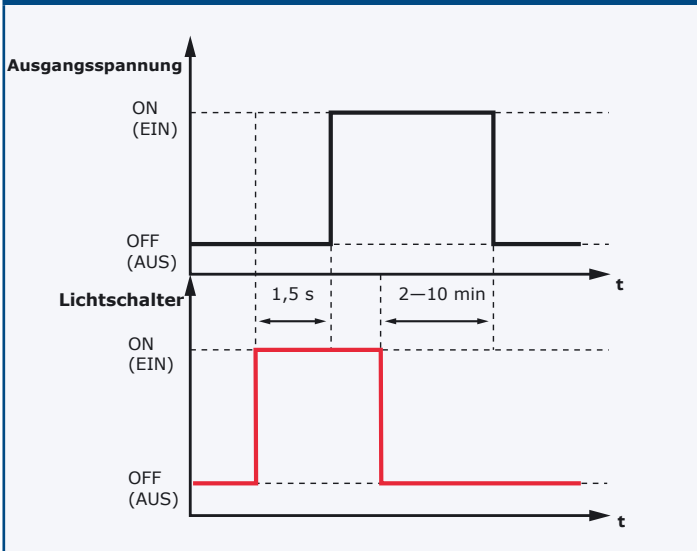 Ausgangsspannung
ON
(EIN)
OFF
(AUS)
t
Lichtschalter
1,5 s
2—10 min
ON
(EIN)
OFF
(AUS)
t